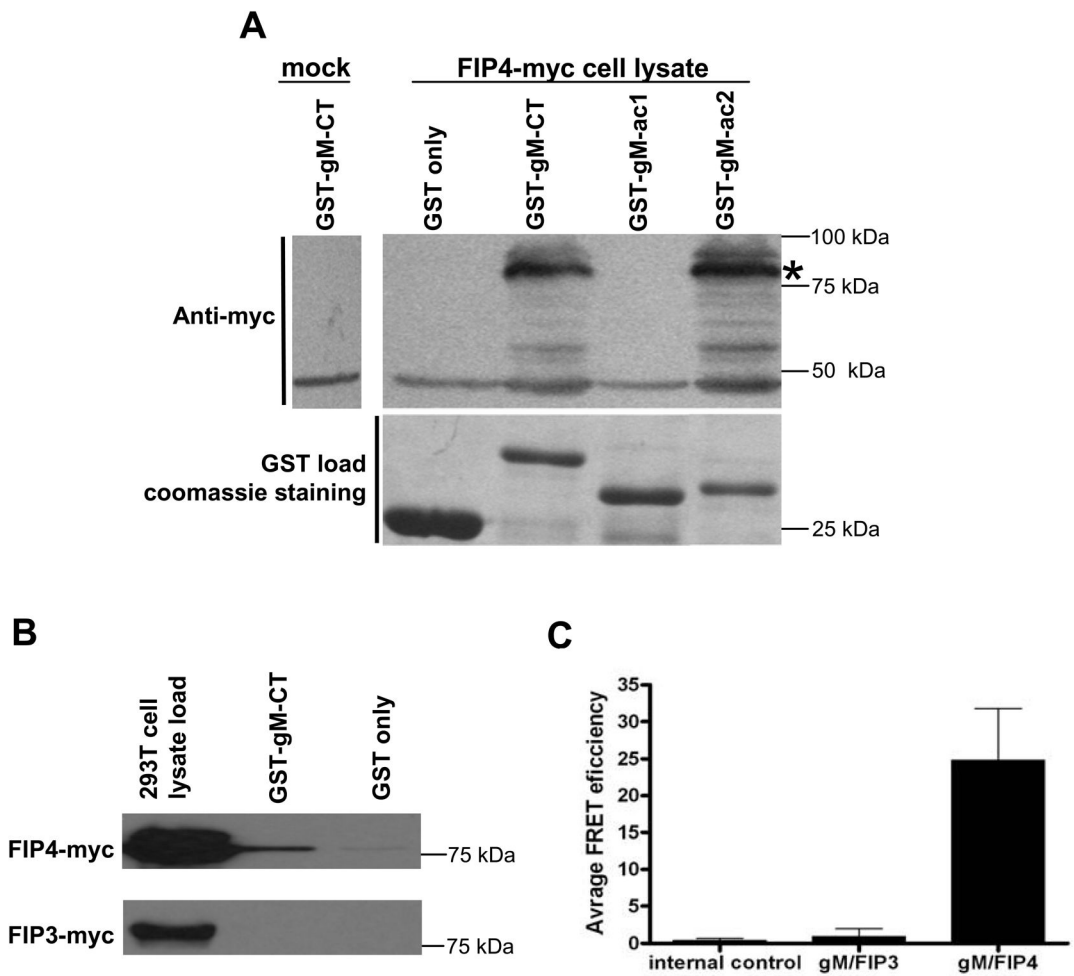 A
mock
FIP4-myc cell lysate
GST-gM-CT
GST only
GST-gM-CT
GST-gM-ac1
GST-gM-ac2
100 kDa
*
75 kDa
Anti-myc
50 kDa
GST load
coomassie staining
25 kDa
B
293T cell
lysate load
GST-gM-CT
GST only
FIP4-myc
75 kDa
FIP3-myc
75 kDa
C
Avrage FRET eficciency
35
30
25
20
15
10
5
0
internal control
gM/FIP3
gM/FIP4